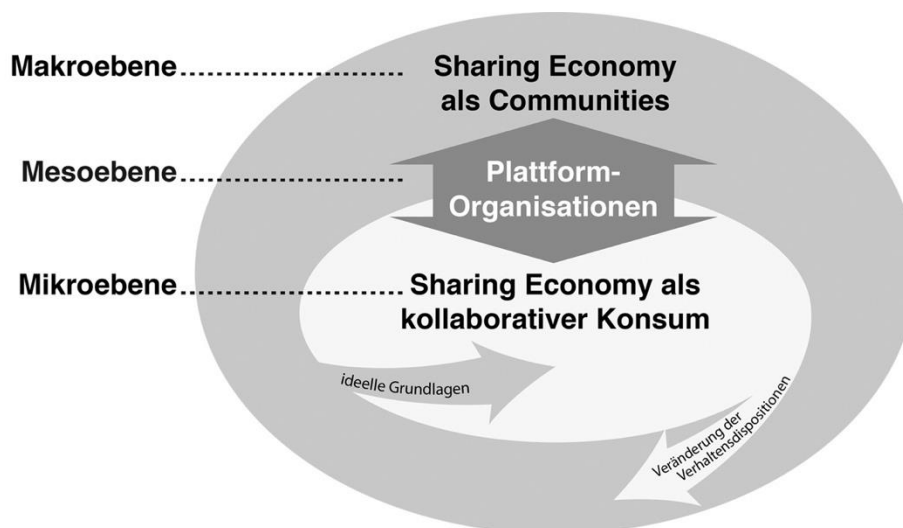 Makroebene........................ Sharing Economy
als Communities
Mesoebene........................ Plattform-
Organisationen
Mikroebene........................ Sharing Economy als
kollaborativer Konsum
ideelle Grundlagen
Veränderung der
Verhaltensdispositionen